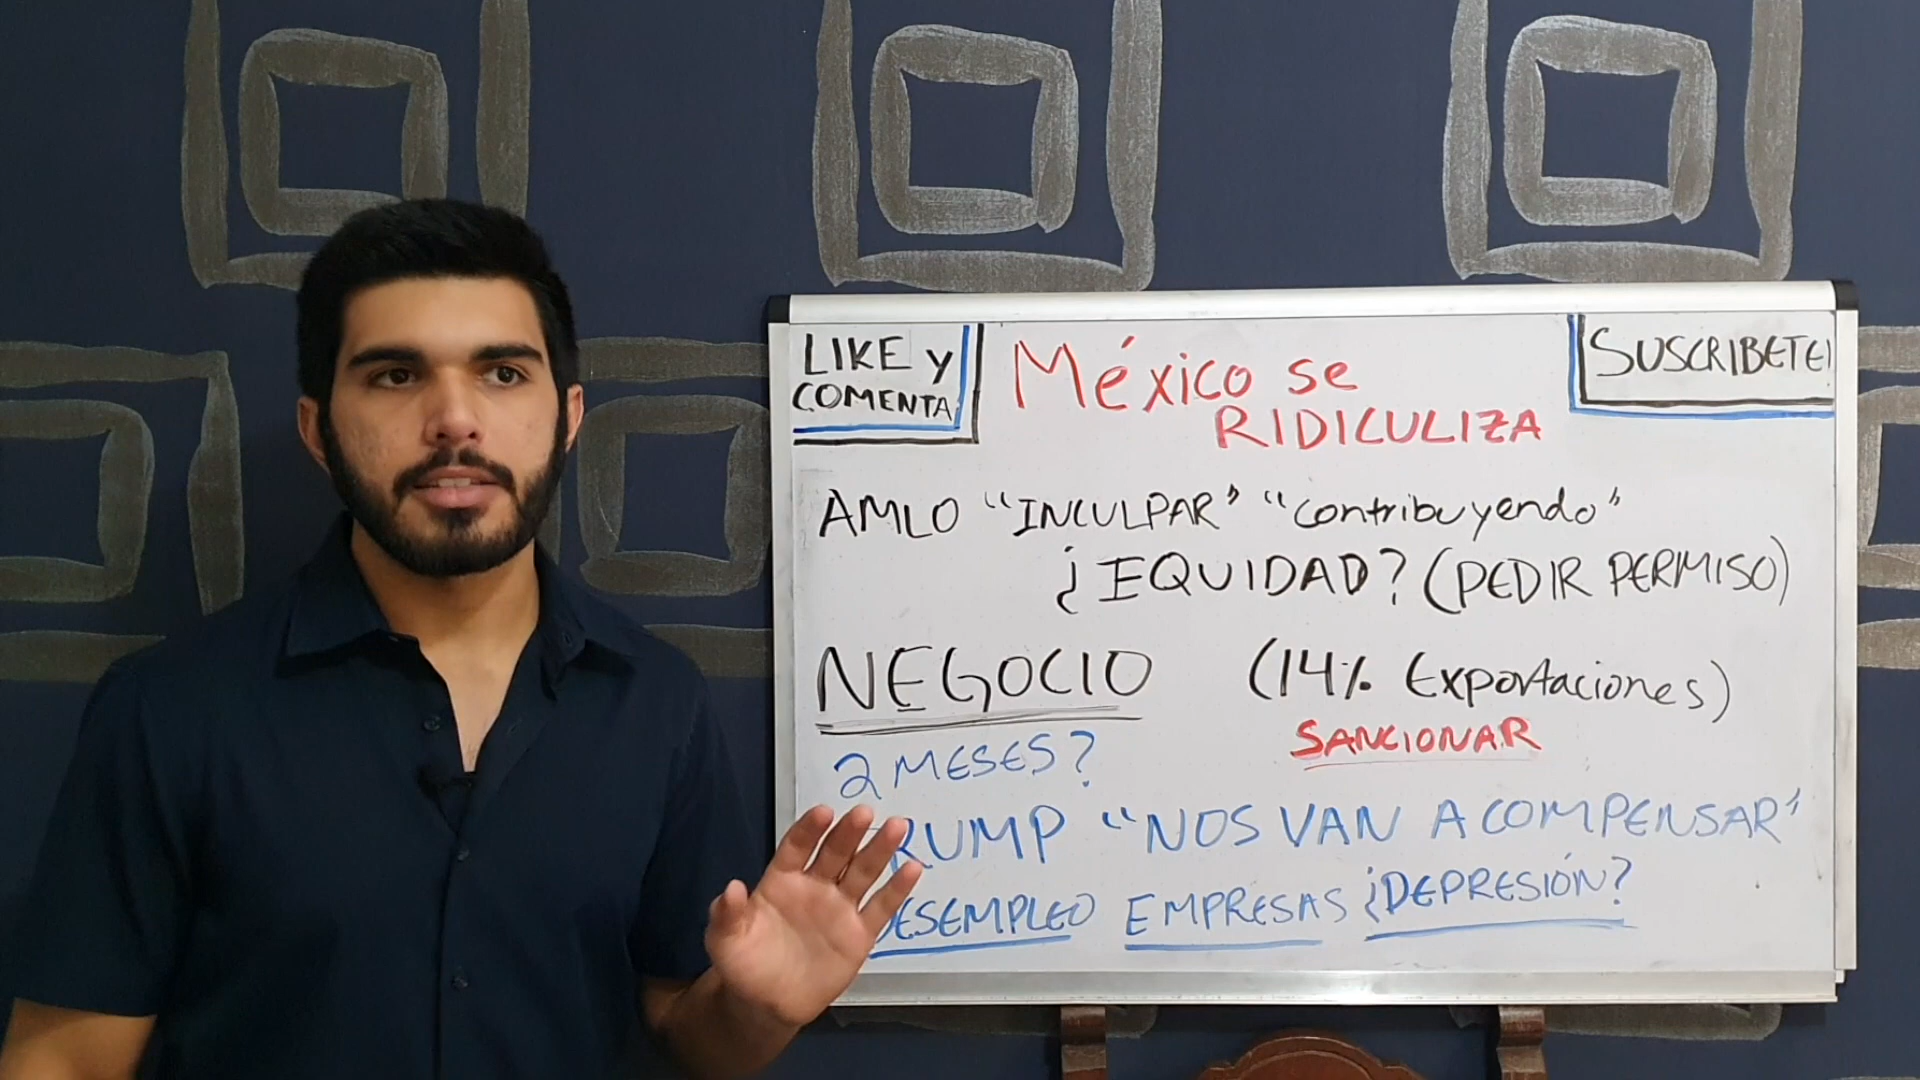 LIKE y
COMENTA
México se
RIDICULIZA
SUSCRIBETE!
AMLO "INCULPAR" "contribuyendo"
¿EQUIDAD? (PEDIR PERMISO)
NEGOCIO (14% Exportaciones)
SANCIONAR
2 MESES?
RUMP "NOS VAN A COMPENSAR"
ESEMPLEO EMPRESAS ¿DEPRESIÓN?